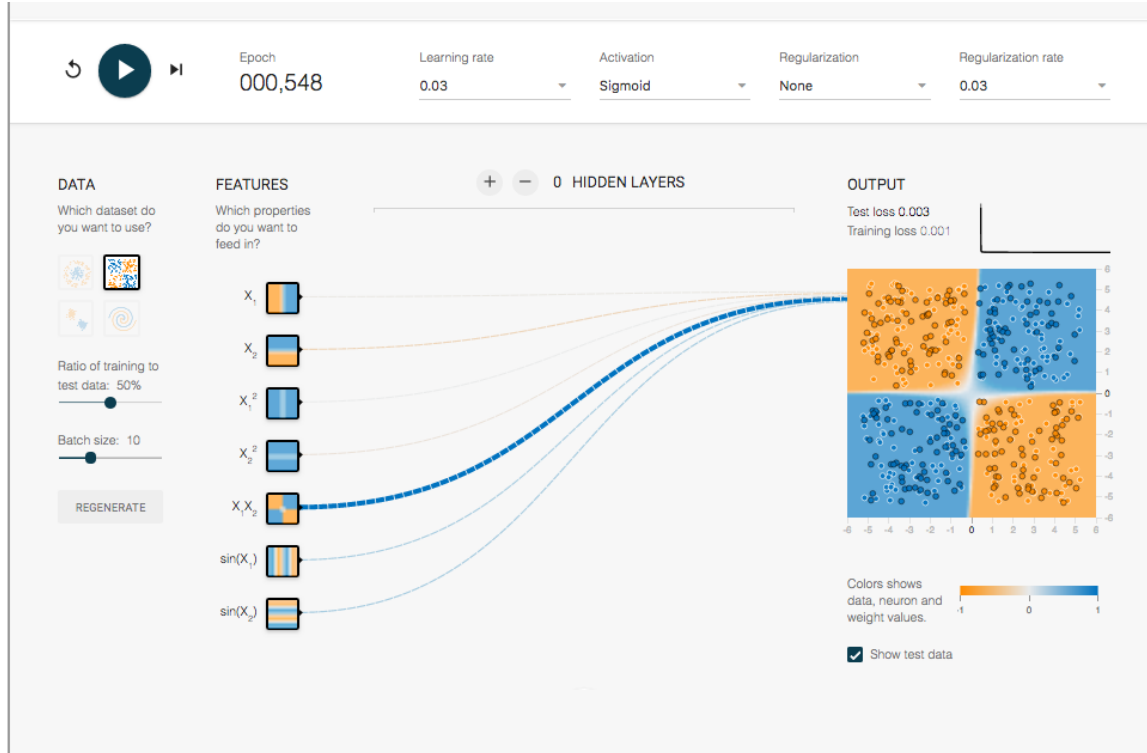 Epoch
000,548
Learning rate
0.03
Activation
Sigmoid
Regularization
None
Regularization rate
0.03
DATA
Which dataset do
you want to use?
Ratio of training to
test data: 50%
Batch size: 10
REGENERATE
FEATURES
Which properties
do you want to
feed in?
X₁
X₂
X₁²
X₂²
X₁X₂
sin(X₁)
sin(X₂)
+ − 0 HIDDEN LAYERS
OUTPUT
Test loss 0.003
Training loss 0.001
6
5
4
3
2
1
0
-1
-2
-3
-4
-5
-6
-6 -5 -4 -3 -2 -1 0 1 2 3 4 5 6
Colors shows
data, neuron and
weight values.
-1 0 1
Show test data